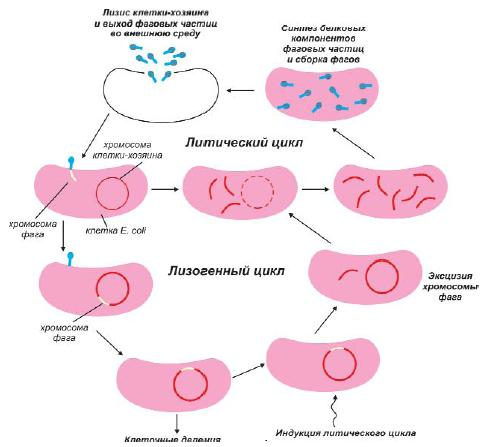 Лизис клетки-хозяина
и выход фаговых частиц
во внешнюю среду
Синтез белковых
компонентов
фаговых частиц
и сборка фагов
Литический цикл
хромосома
клетки-хозяина
хромосома
фага
клетка E. coli
Лизогенный цикл
Эксцизия
хромосомы
фага
хромосома
фага
Клеточные деления
Индукция литического цикла